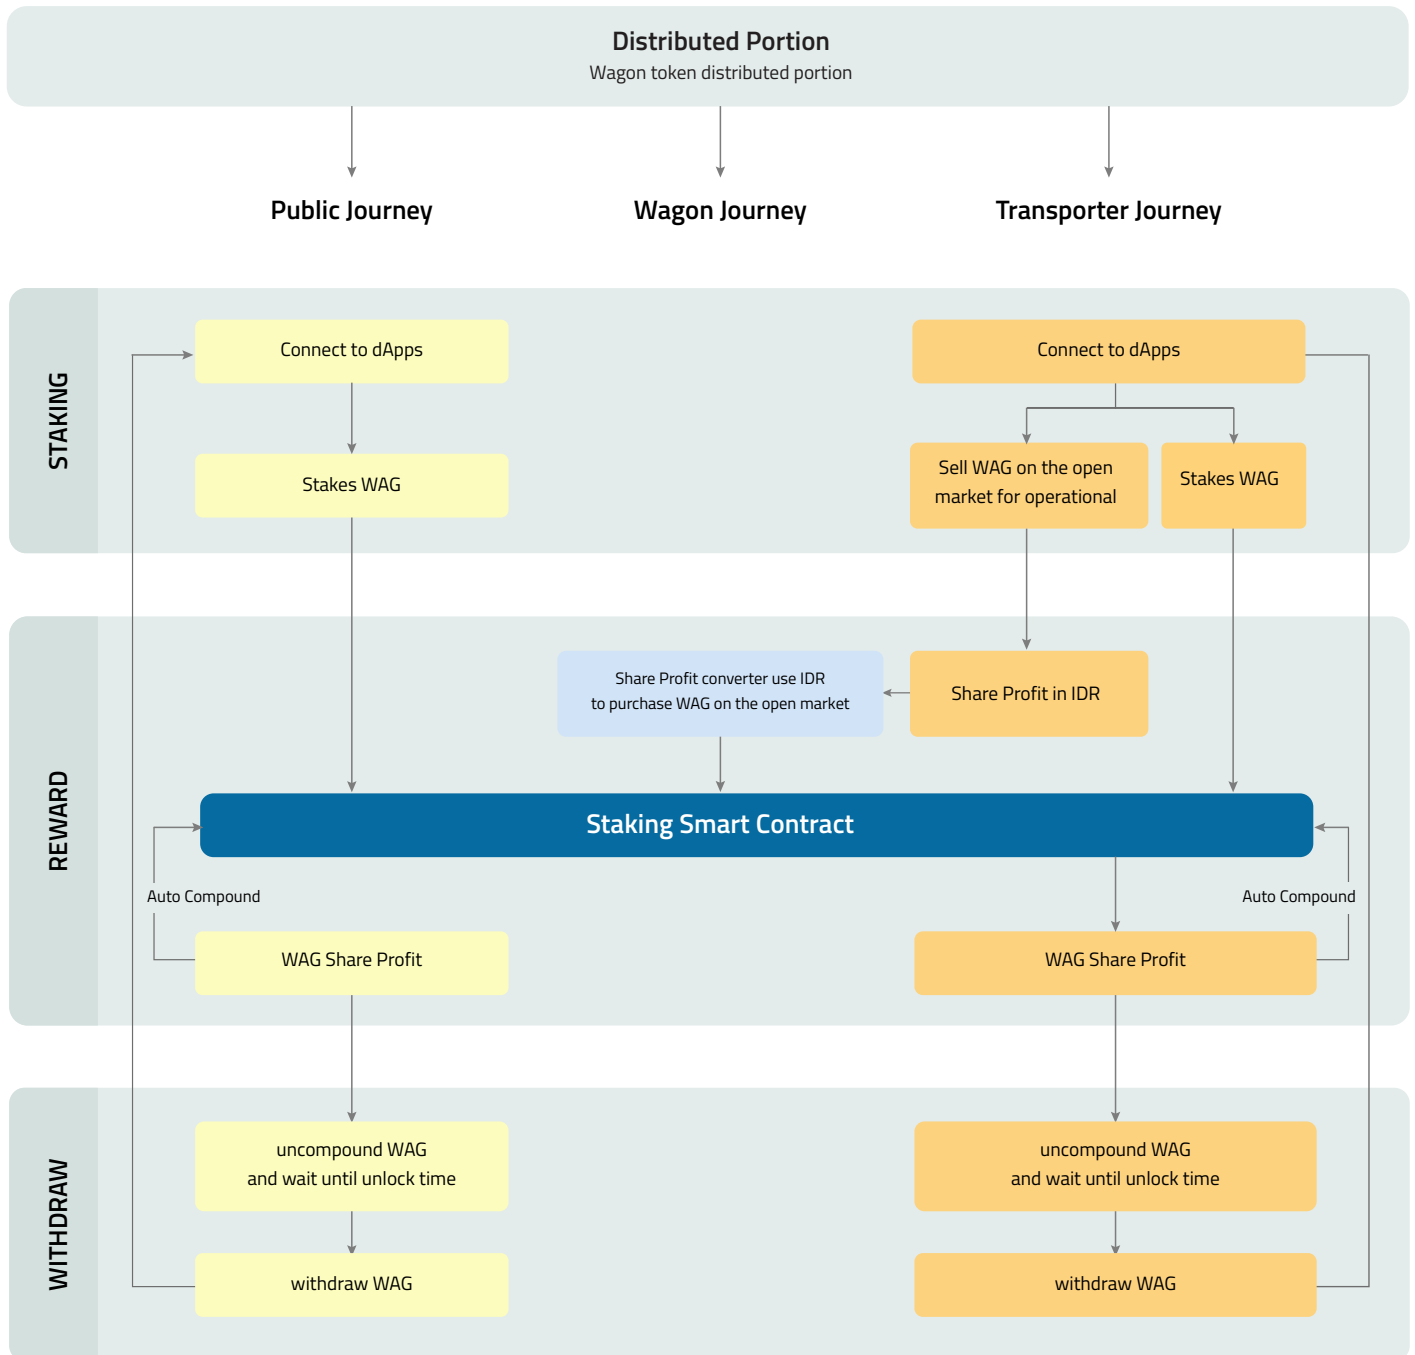 Distributed Portion
Wagon token distributed portion
Public Journey
Wagon Journey
Transporter Journey
STAKING
Connect to dApps
Connect to dApps
Stakes WAG
Sell WAG on the open
market for operational
Stakes WAG
REWARD
Share Profit converter use IDR
to purchase WAG on the open market
Share Profit in IDR
Staking Smart Contract
Auto Compound
Auto Compound
WAG Share Profit
WAG Share Profit
WITHDRAW
uncompound WAG
and wait until unlock time
uncompound WAG
and wait until unlock time
withdraw WAG
withdraw WAG